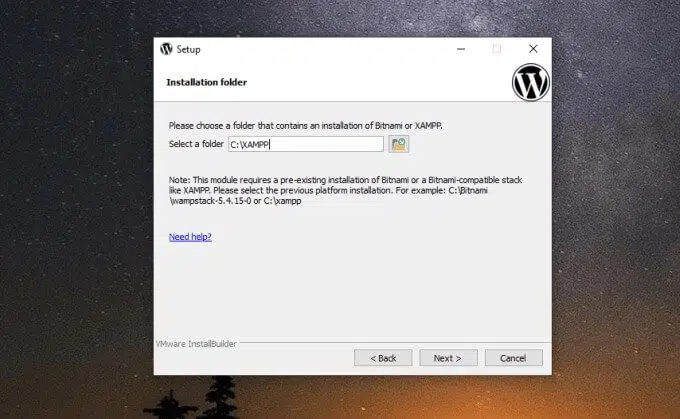 Setup
Installation folder
Please choose a folder that contains an installation of Bitnami or XAMPP.
Select a folder C:\XAMPP
Note: This module requires a pre-existing installation of Bitnami or a Bitnami-compatible stack
like XAMPP. Please select the previous platform installation. For example: C:\Bitnami
\wampstack-5.4.15-0 or C:\xampp
Need help?
VMware InstallBuilder
< Back Next > Cancel